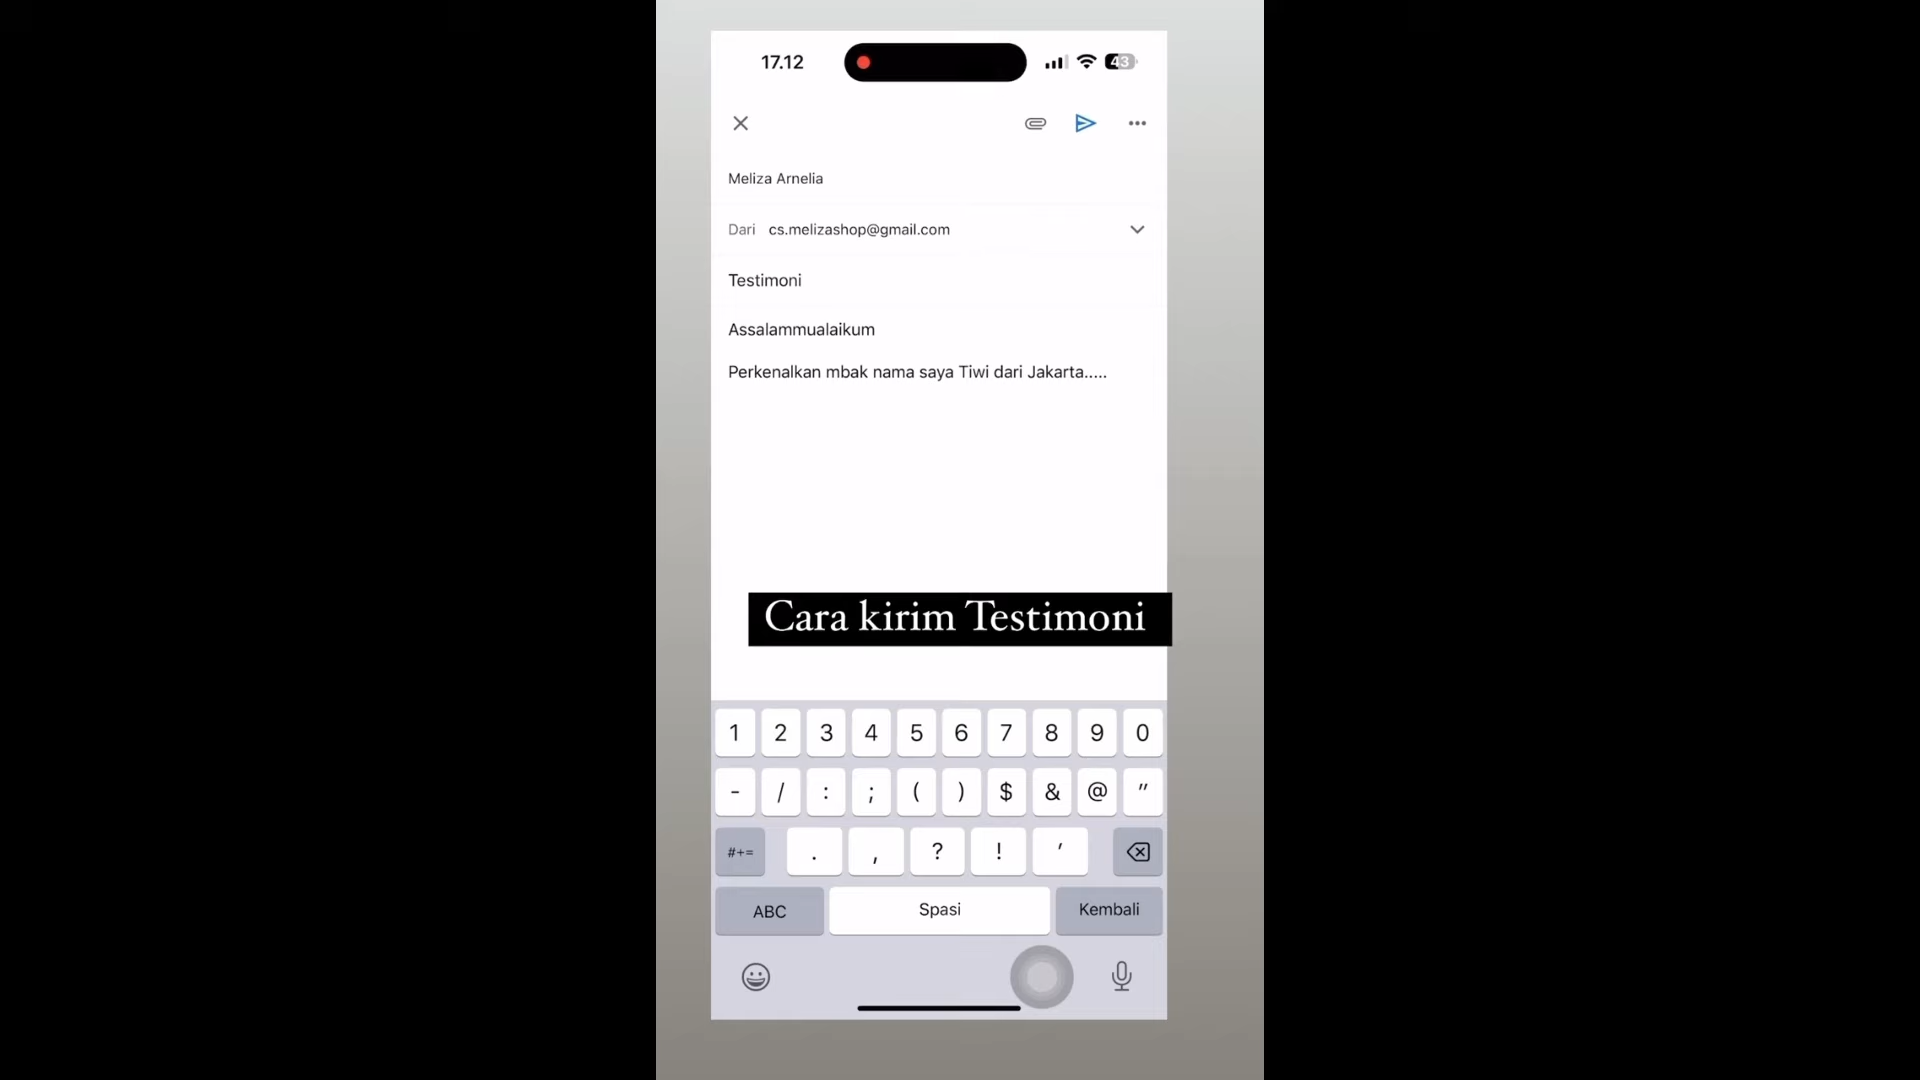 17.12
43
Meliza Arnelia
Dari cs.melizashop@gmail.com
Testimoni
Assalammualaikum
Perkenalkan mbak nama saya Tiwi dari Jakarta.....
Cara kirim Testimoni
1 2 3 4 5 6 7 8 9 0
- / : ; ( ) $ & @ "
#+= . , ? ! '
ABC Spasi Kembali